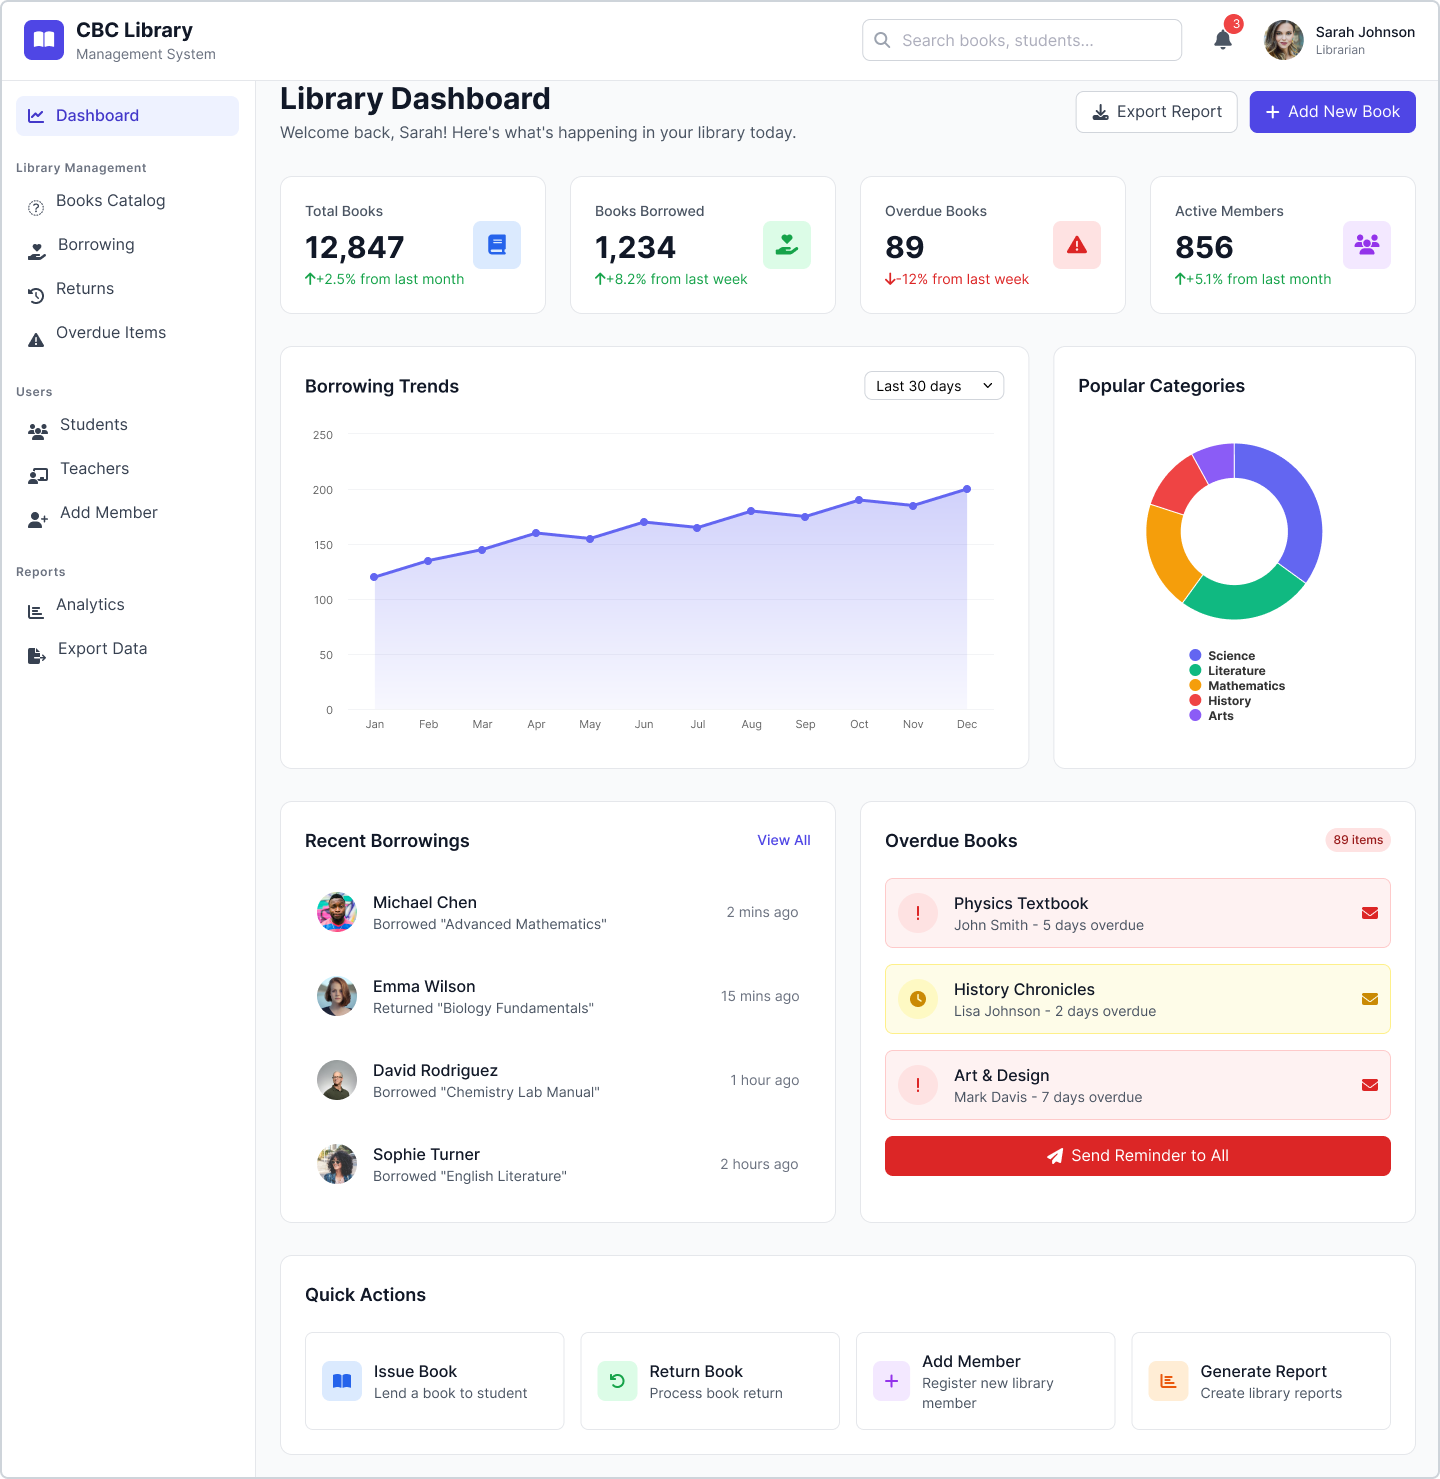 CBC Library
Management System
Search books, students...
3
Sarah Johnson
Librarian
Dashboard
Library Management
Books Catalog
Borrowing
Returns
Overdue Items
Users
Students
Teachers
Add Member
Reports
Analytics
Export Data
Library Dashboard
Welcome back, Sarah! Here's what's happening in your library today.
Export Report
Add New Book
Total Books
12,847
+2.5% from last month
Books Borrowed
1,234
+8.2% from last week
Overdue Books
89
-12% from last week
Active Members
856
+5.1% from last month
Borrowing Trends
Last 30 days
250
200
150
100
50
0
Jan Feb Mar Apr May Jun Jul Aug Sep Oct Nov Dec
Popular Categories
Science
Literature
Mathematics
History
Arts
Recent Borrowings
View All
Michael Chen
Borrowed "Advanced Mathematics"
2 mins ago
Emma Wilson
Returned "Biology Fundamentals"
15 mins ago
David Rodriguez
Borrowed "Chemistry Lab Manual"
1 hour ago
Sophie Turner
Borrowed "English Literature"
2 hours ago
Overdue Books
89 items
Physics Textbook
John Smith - 5 days overdue
History Chronicles
Lisa Johnson - 2 days overdue
Art & Design
Mark Davis - 7 days overdue
Send Reminder to All
Quick Actions
Issue Book
Lend a book to student
Return Book
Process book return
Add Member
Register new library
member
Generate Report
Create library reports